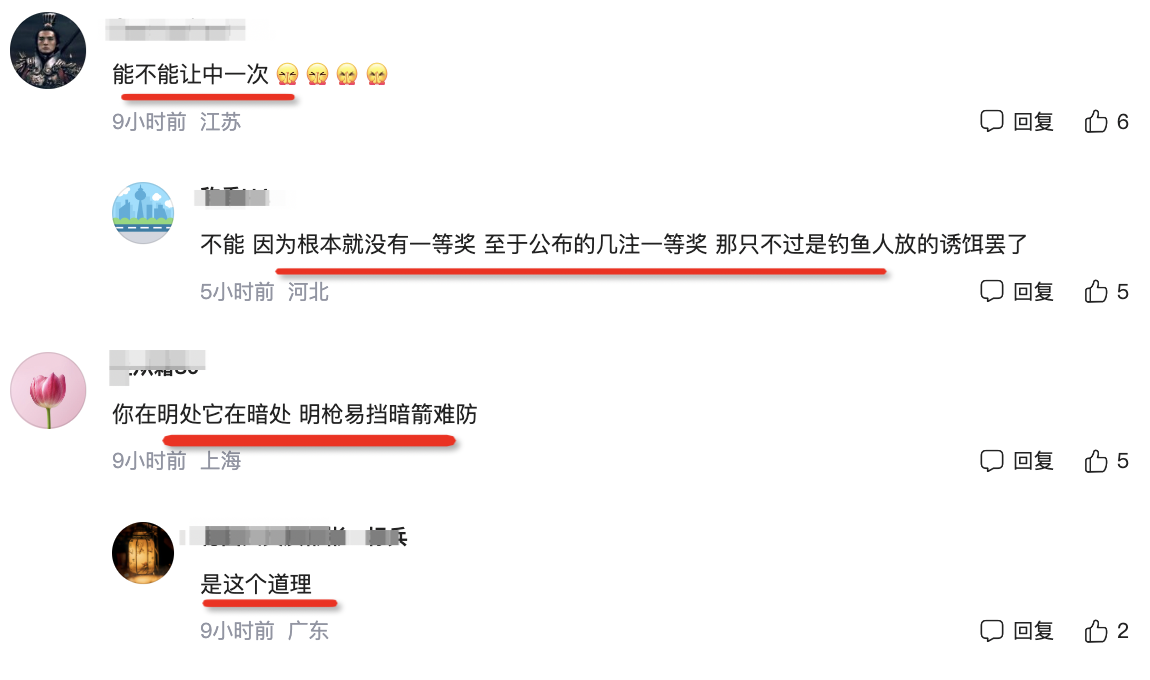 能不能让中一次
9小时前 江苏
回复 6
不能 因为根本就没有一等奖 至于公布的几注一等奖 那只不过是钓鱼人放的诱饵罢了
5小时前 河北
回复 5
你在明处它在暗处 明枪易挡暗箭难防
9小时前 上海
回复 5
是这个道理
9小时前 广东
回复 2